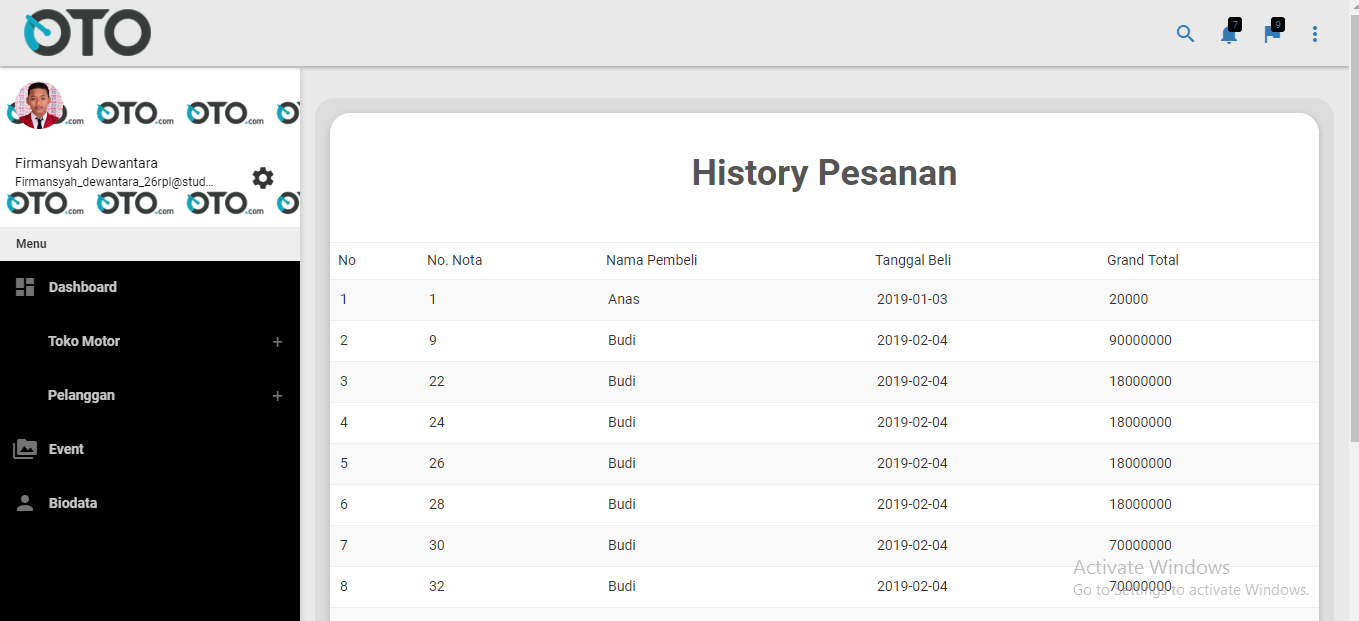 OTO
7
9
OTO.com OTO.com OTO.com
Firmansyah Dewantara
Firmansyah_dewantara_26rpl@stud...
OTO.com OTO.com OTO.com
Menu
Dashboard
Toko Motor +
Pelanggan +
Event
Biodata
History Pesanan
No No. Nota Nama Pembeli Tanggal Beli Grand Total
1 1 Anas 2019-01-03 20000
2 9 Budi 2019-02-04 90000000
3 22 Budi 2019-02-04 18000000
4 24 Budi 2019-02-04 18000000
5 26 Budi 2019-02-04 18000000
6 28 Budi 2019-02-04 18000000
7 30 Budi 2019-02-04 70000000
8 32 Budi 2019-02-04 70000000
Activate Windows
Go to Settings to activate Windows.